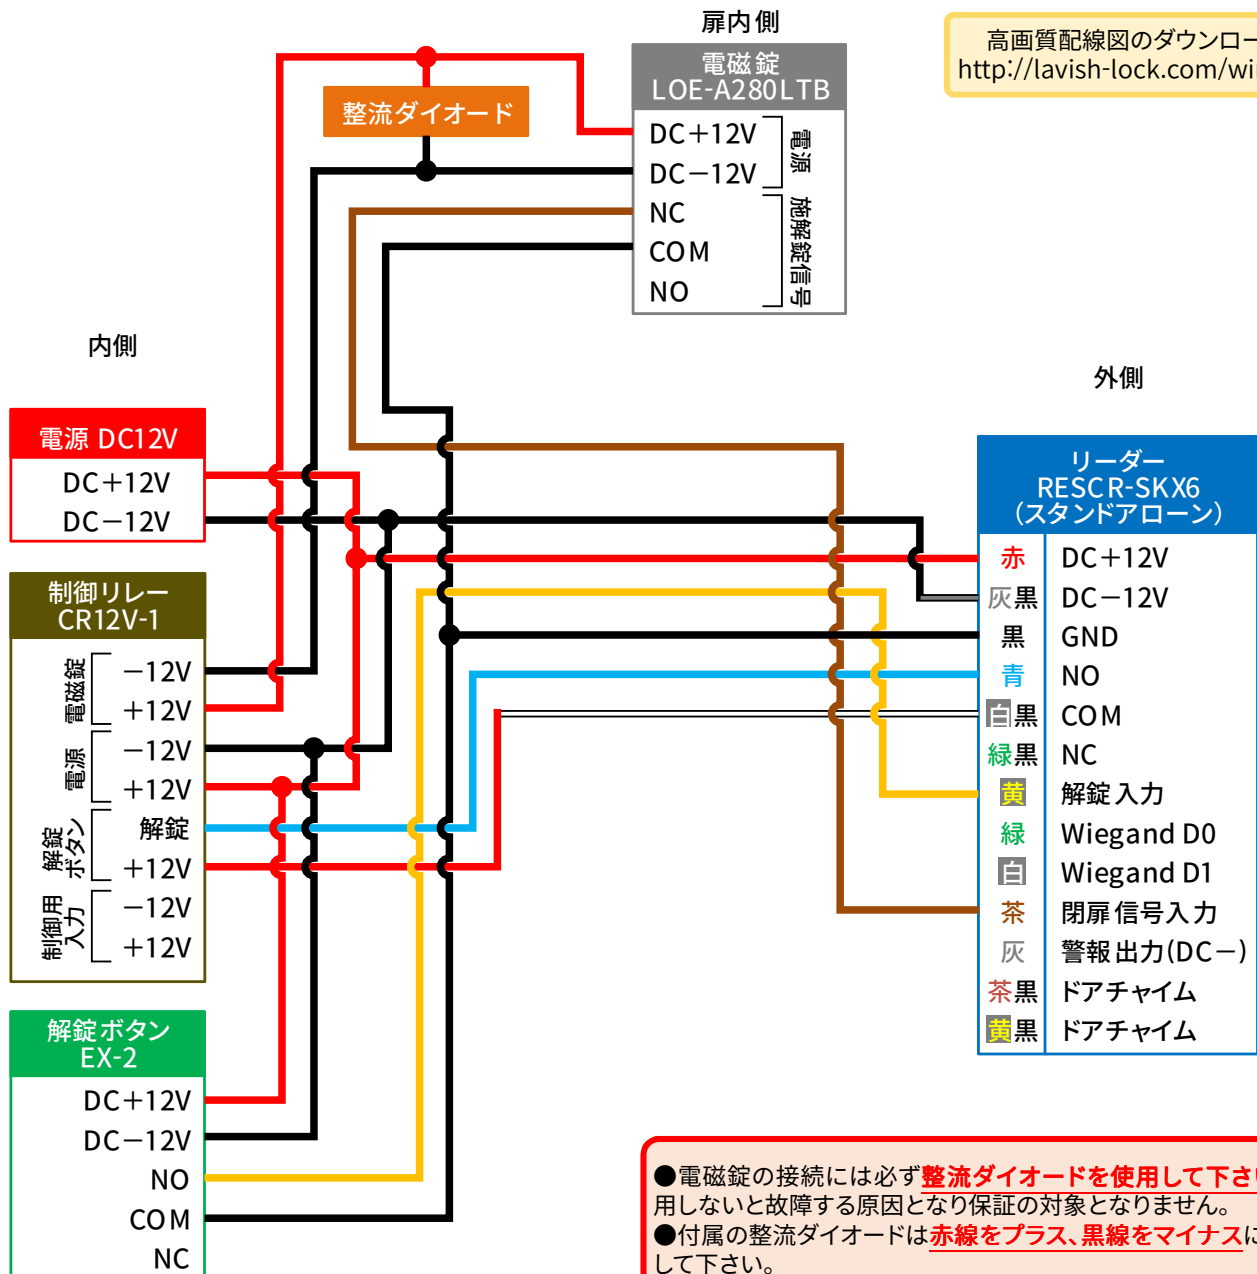 扉内側
高画質配線図のダウンロー
http://lavish-lock.com/wi
電磁錠
LOE-A280LTB
DC+12V
DC−12V
電源
NC
COM
NO
施解錠信号
整流ダイオード
内側
電源 DC12V
DC+12V
DC−12V
制御リレー
CR12V-1
電磁錠
−12V
+12V
電源
−12V
+12V
解錠
ボタン
解錠
+12V
制御用
入力
−12V
+12V
解錠ボタン
EX-2
DC+12V
DC−12V
NO
COM
NC
外側
リーダー
RESCR-SKX6
(スタンドアローン)
赤 DC+12V
灰黒 DC−12V
黒 GND
青 NO
白黒 COM
緑黒 NC
黄 解錠入力
緑 Wiegand D0
白 Wiegand D1
茶 閉扉信号入力
灰 警報出力(DC−)
茶黒 ドアチャイム
黄黒 ドアチャイム
●電磁錠の接続には必ず整流ダイオードを使用して下さい
用しないと故障する原因となり保証の対象となりません。
●付属の整流ダイオードは赤線をプラス、黒線をマイナスに
して下さい。